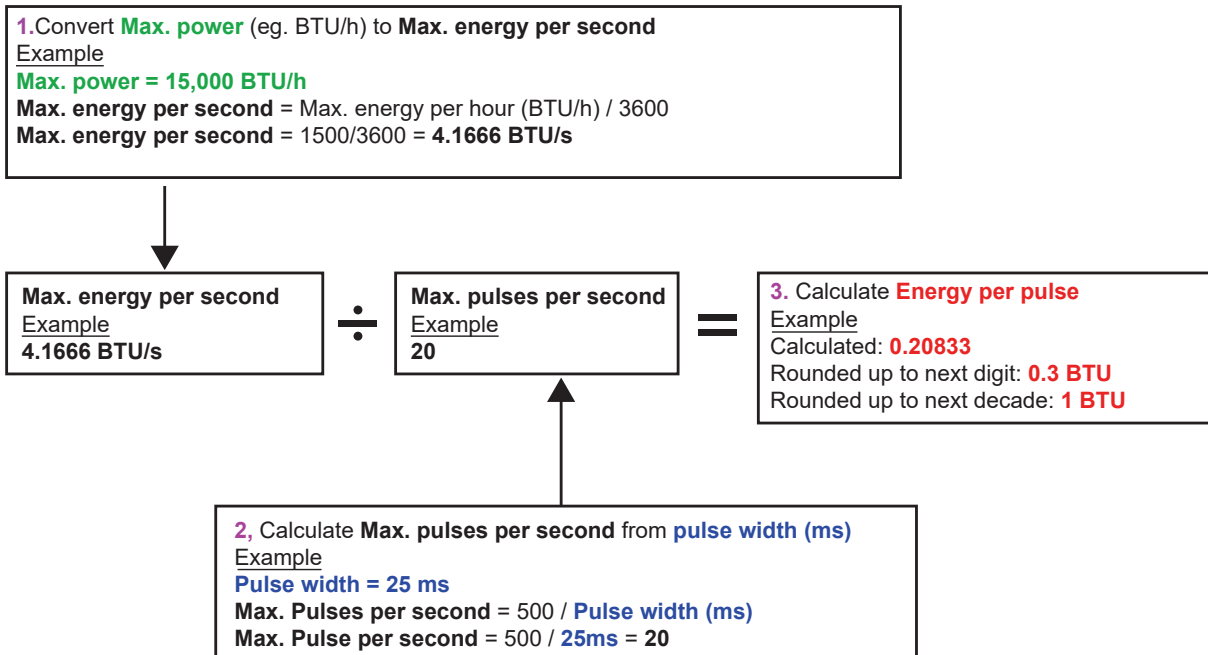 1.Convert Max. power (eg. BTU/h) to Max. energy per second
Example
Max. power = 15,000 BTU/h
Max. energy per second = Max. energy per hour (BTU/h) / 3600
Max. energy per second = 1500/3600 = 4.1666 BTU/s
Max. energy per second
Example
4.1666 BTU/s
÷
Max. pulses per second
Example
20
=
3. Calculate Energy per pulse
Example
Calculated: 0.20833
Rounded up to next digit: 0.3 BTU
Rounded up to next decade: 1 BTU
2, Calculate Max. pulses per second from pulse width (ms)
Example
Pulse width = 25 ms
Max. Pulses per second = 500 / Pulse width (ms)
Max. Pulse per second = 500 / 25ms = 20